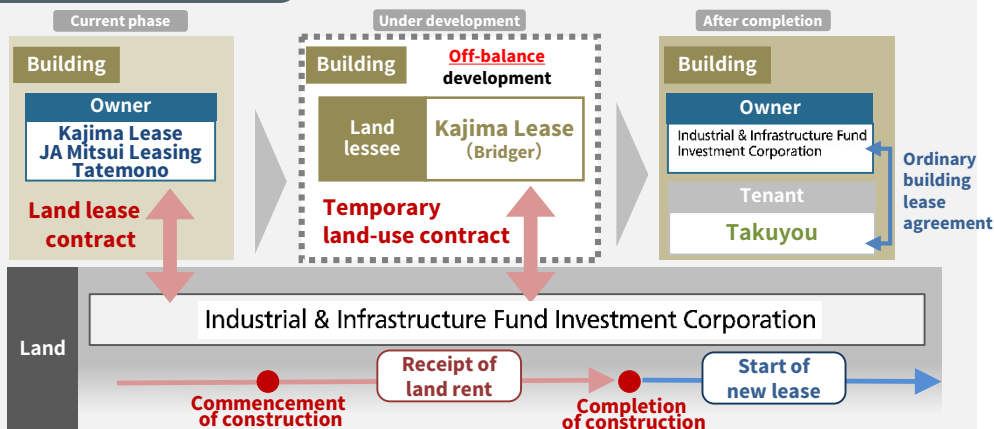 Current phase
Under development
After completion
Building
Owner
Kajima Lease
JA Mitsui Leasing
Tatemono
Land lease
contract
Building
Off-balance
development
Land
lessee
Kajima Lease
（Bridger）
Temporary
land-use contract
Building
Owner
Industrial & Infrastructure Fund
Investment Corporation
Tenant
Takuyou
Ordinary
building
lease
agreement
Land
Industrial & Infrastructure Fund Investment Corporation
Receipt of
land rent
Start of
new lease
Commencement
of construction
Completion
of construction